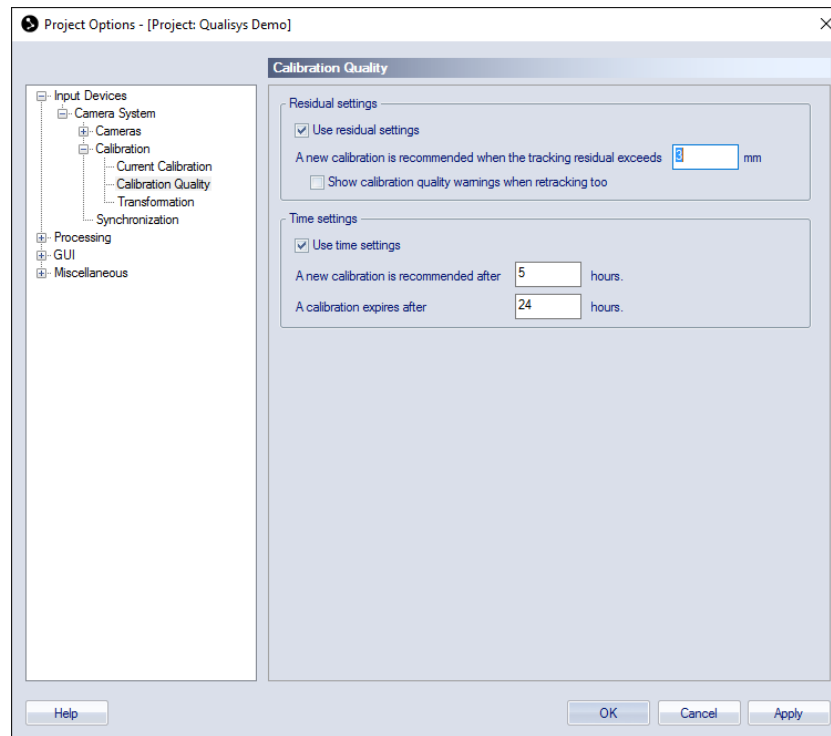 Project Options - [Project: Qualisys Demo]
Calibration Quality
Input Devices
Camera System
Cameras
Calibration
Current Calibration
Calibration Quality
Transformation
Synchronization
Processing
GUI
Miscellaneous
Residual settings
Use residual settings
A new calibration is recommended when the tracking residual exceeds 3 mm
Show calibration quality warnings when retracking too
Time settings
Use time settings
A new calibration is recommended after 5 hours.
A calibration expires after 24 hours.
Help OK Cancel Apply